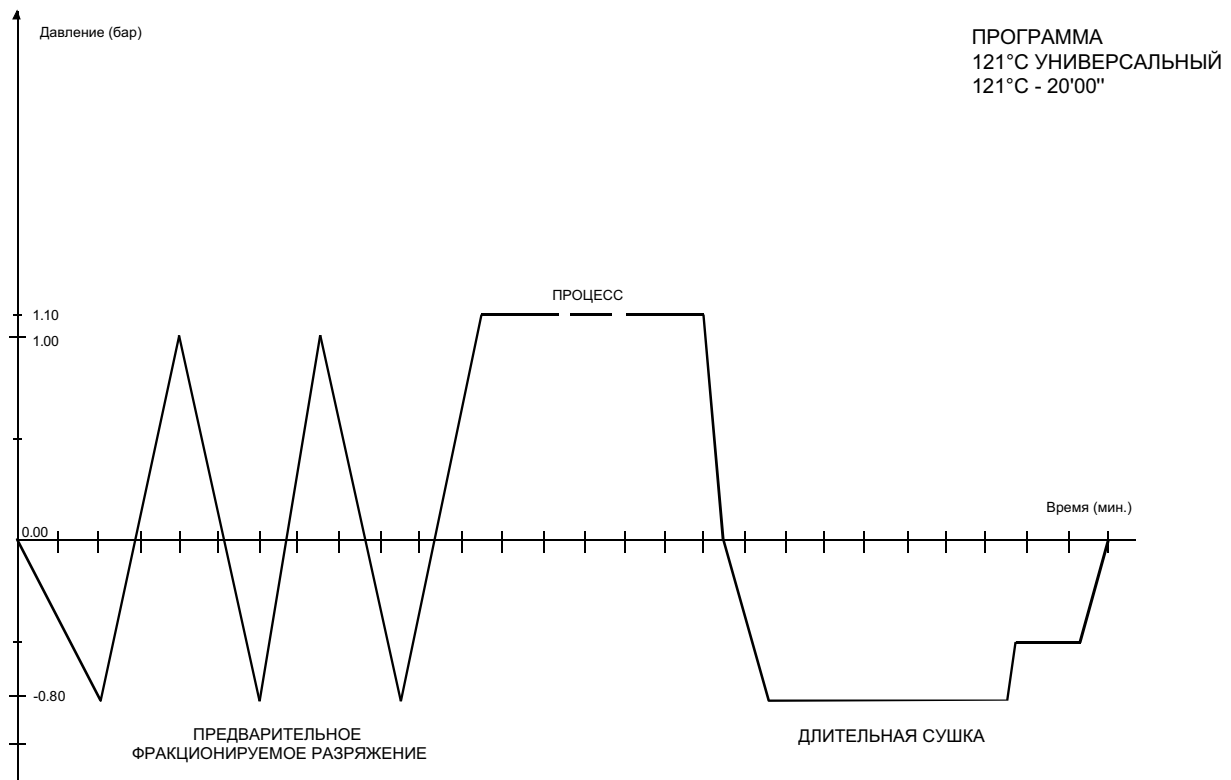 Давление (бар)
ПРОГРАММА
121°C УНИВЕРСАЛЬНЫЙ
121°C - 20'00"
ПРОЦЕСС
1.10
1.00
Время (мин.)
0.00
-0.80
ПРЕДВАРИТЕЛЬНОЕ
ФРАКЦИОНИРУЕМОЕ РАЗРЯЖЕНИЕ
ДЛИТЕЛЬНАЯ СУШКА